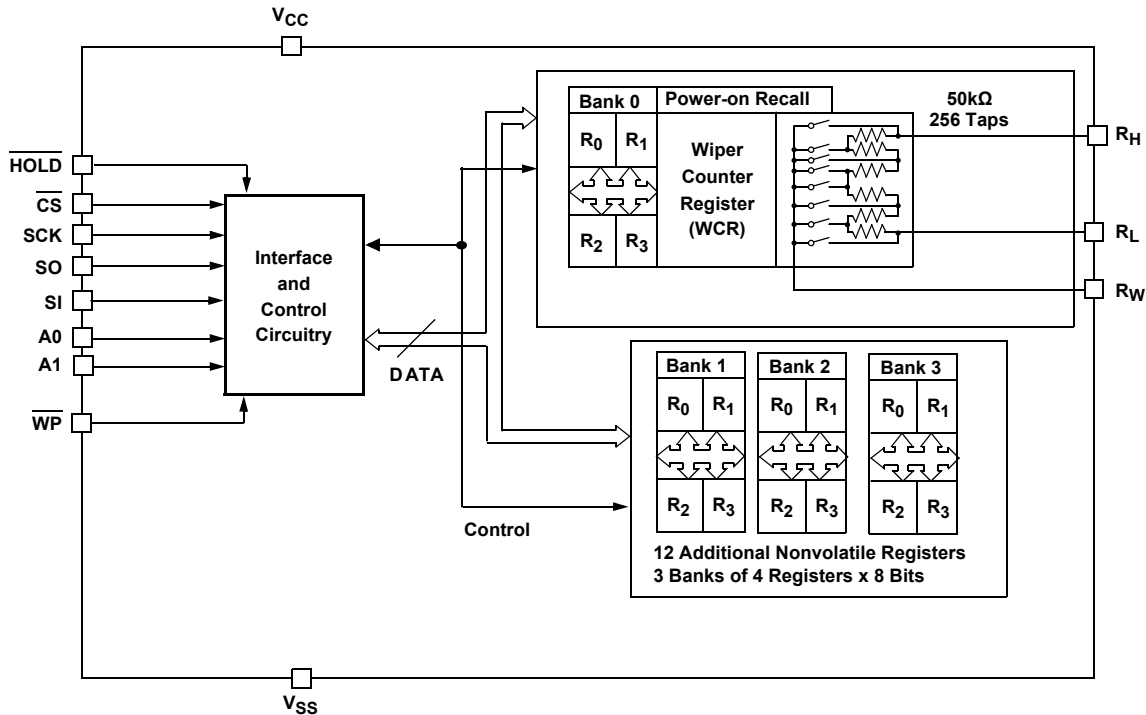 VCC
HOLD
CS
SCK
SO
SI
A0
A1
WP
Interface
and
Control
Circuitry
DATA
Control
Bank 0
Power-on Recall
R0 R1
R2 R3
Wiper
Counter
Register
(WCR)
50kΩ
256 Taps
RH
RL
RW
Bank 1
R0 R1
R2 R3
Bank 2
R0 R1
R2 R3
Bank 3
R0 R1
R2 R3
12 Additional Nonvolatile Registers
3 Banks of 4 Registers x 8 Bits
VSS